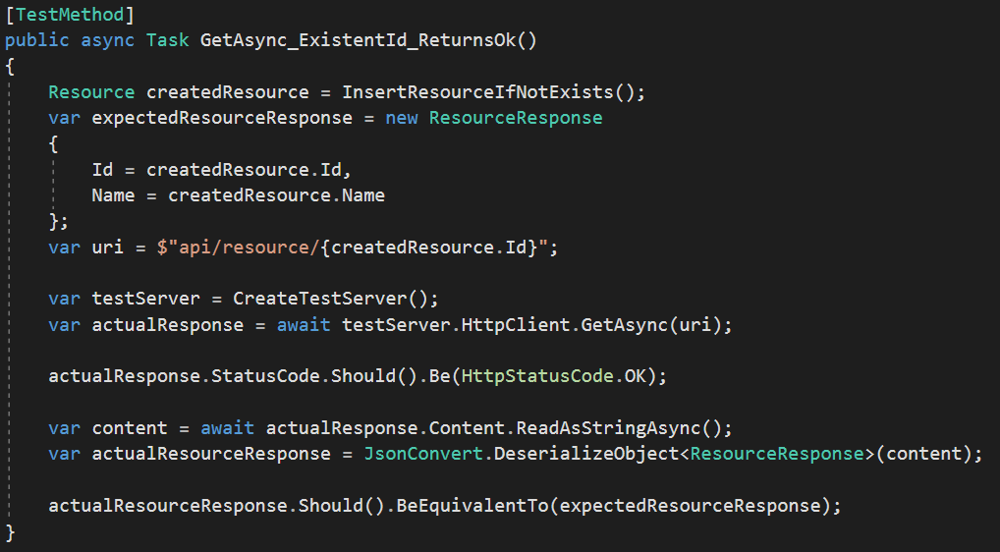 [TestMethod]
public async Task GetAsync_ExistentId_ReturnsOk()
{
    Resource createdResource = InsertResourceIfNotExists();
    var expectedResourceResponse = new ResourceResponse
    {
        Id = createdResource.Id,
        Name = createdResource.Name
    };
    var uri = $"api/resource/{createdResource.Id}";

    var testServer = CreateTestServer();
    var actualResponse = await testServer.HttpClient.GetAsync(uri);

    actualResponse.StatusCode.Should().Be(HttpStatusCode.OK);

    var content = await actualResponse.Content.ReadAsStringAsync();
    var actualResourceResponse = JsonConvert.DeserializeObject<ResourceResponse>(content);

    actualResourceResponse.Should().BeEquivalentTo(expectedResourceResponse);
}